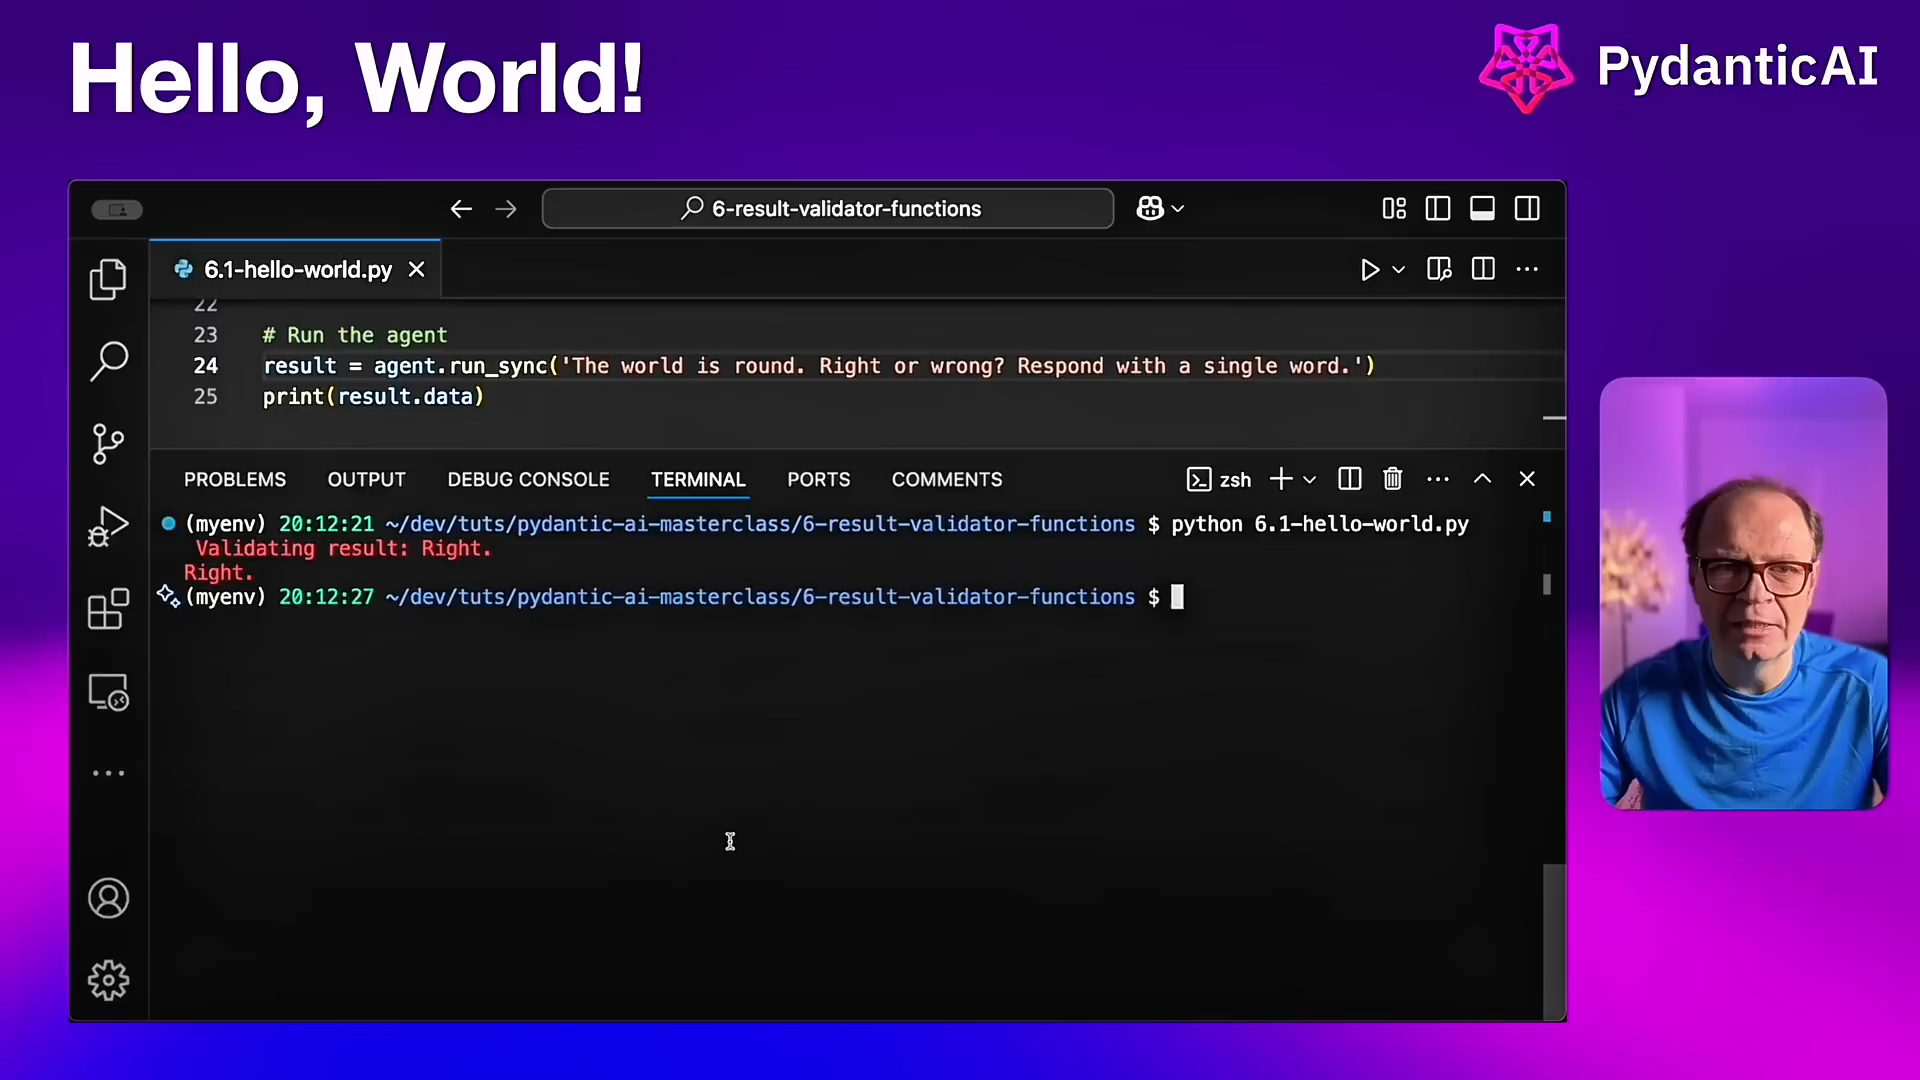 Hello, World!
PydanticAI
6-result-validator-functions
6.1-hello-world.py
22
23 # Run the agent
24 result = agent.run_sync('The world is round. Right or wrong? Respond with a single word.')
25 print(result.data)
PROBLEMS OUTPUT DEBUG CONSOLE TERMINAL PORTS COMMENTS zsh
(myenv) 20:12:21 ~/dev/tuts/pydantic-ai-masterclass/6-result-validator-functions $ python 6.1-hello-world.py
Validating result: Right.
Right.
(myenv) 20:12:27 ~/dev/tuts/pydantic-ai-masterclass/6-result-validator-functions $